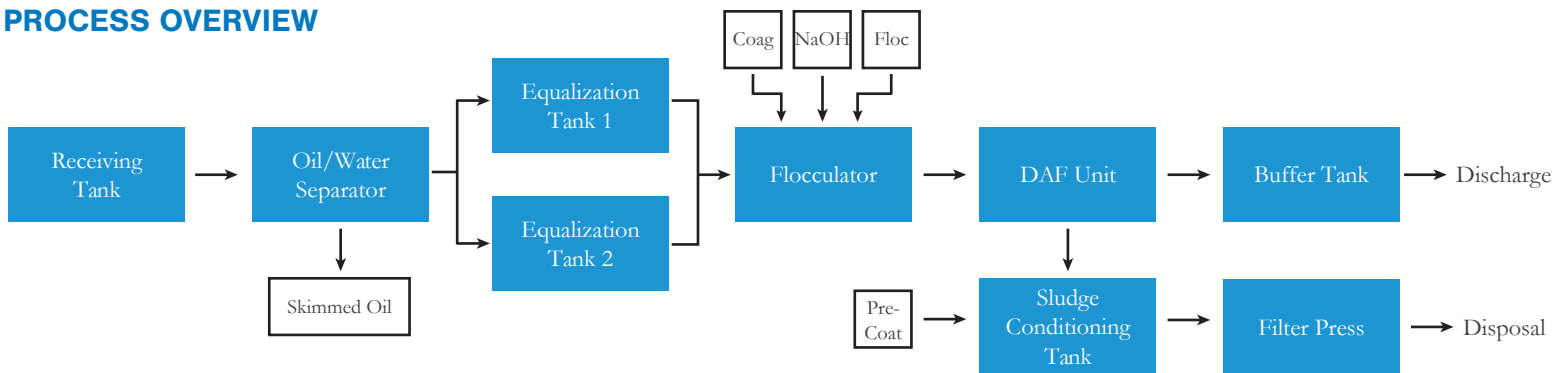 PROCESS OVERVIEW
Coag
NaOH
Floc
Receiving
Tank
Oil/Water
Separator
Equalization
Tank 1
Equalization
Tank 2
Flocculator
DAF Unit
Buffer Tank
Discharge
Skimmed Oil
Pre-
Coat
Sludge
Conditioning
Tank
Filter Press
Disposal